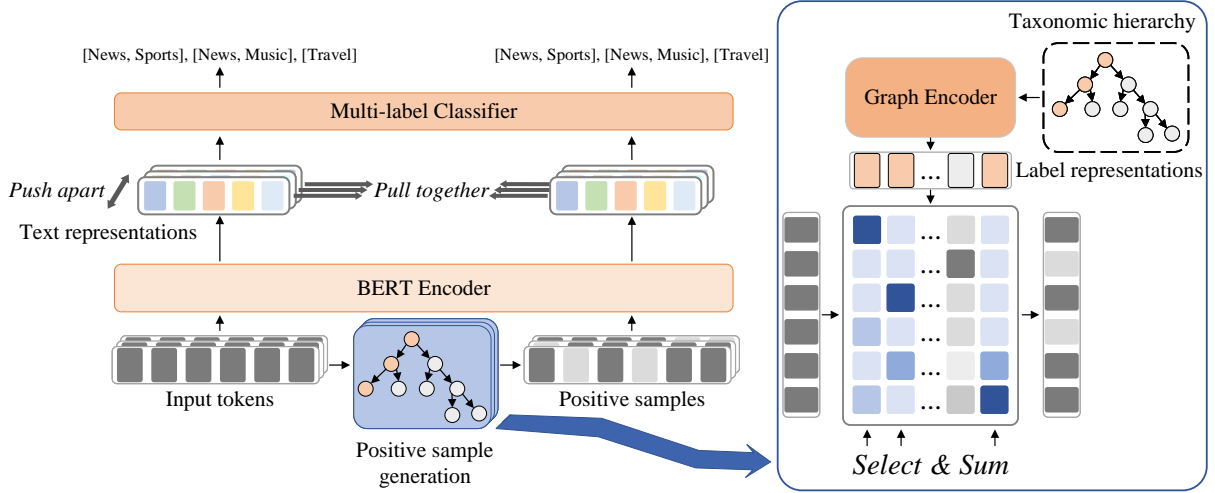 [News, Sports], [News, Music], [Travel]
[News, Sports], [News, Music], [Travel]
Multi-label Classifier
Push apart
Pull together
Text representations
BERT Encoder
Input tokens
Positive samples
Positive sample
generation
Taxonomic hierarchy
Graph Encoder
Label representations
...
...
...
...
...
...
...
Select & Sum